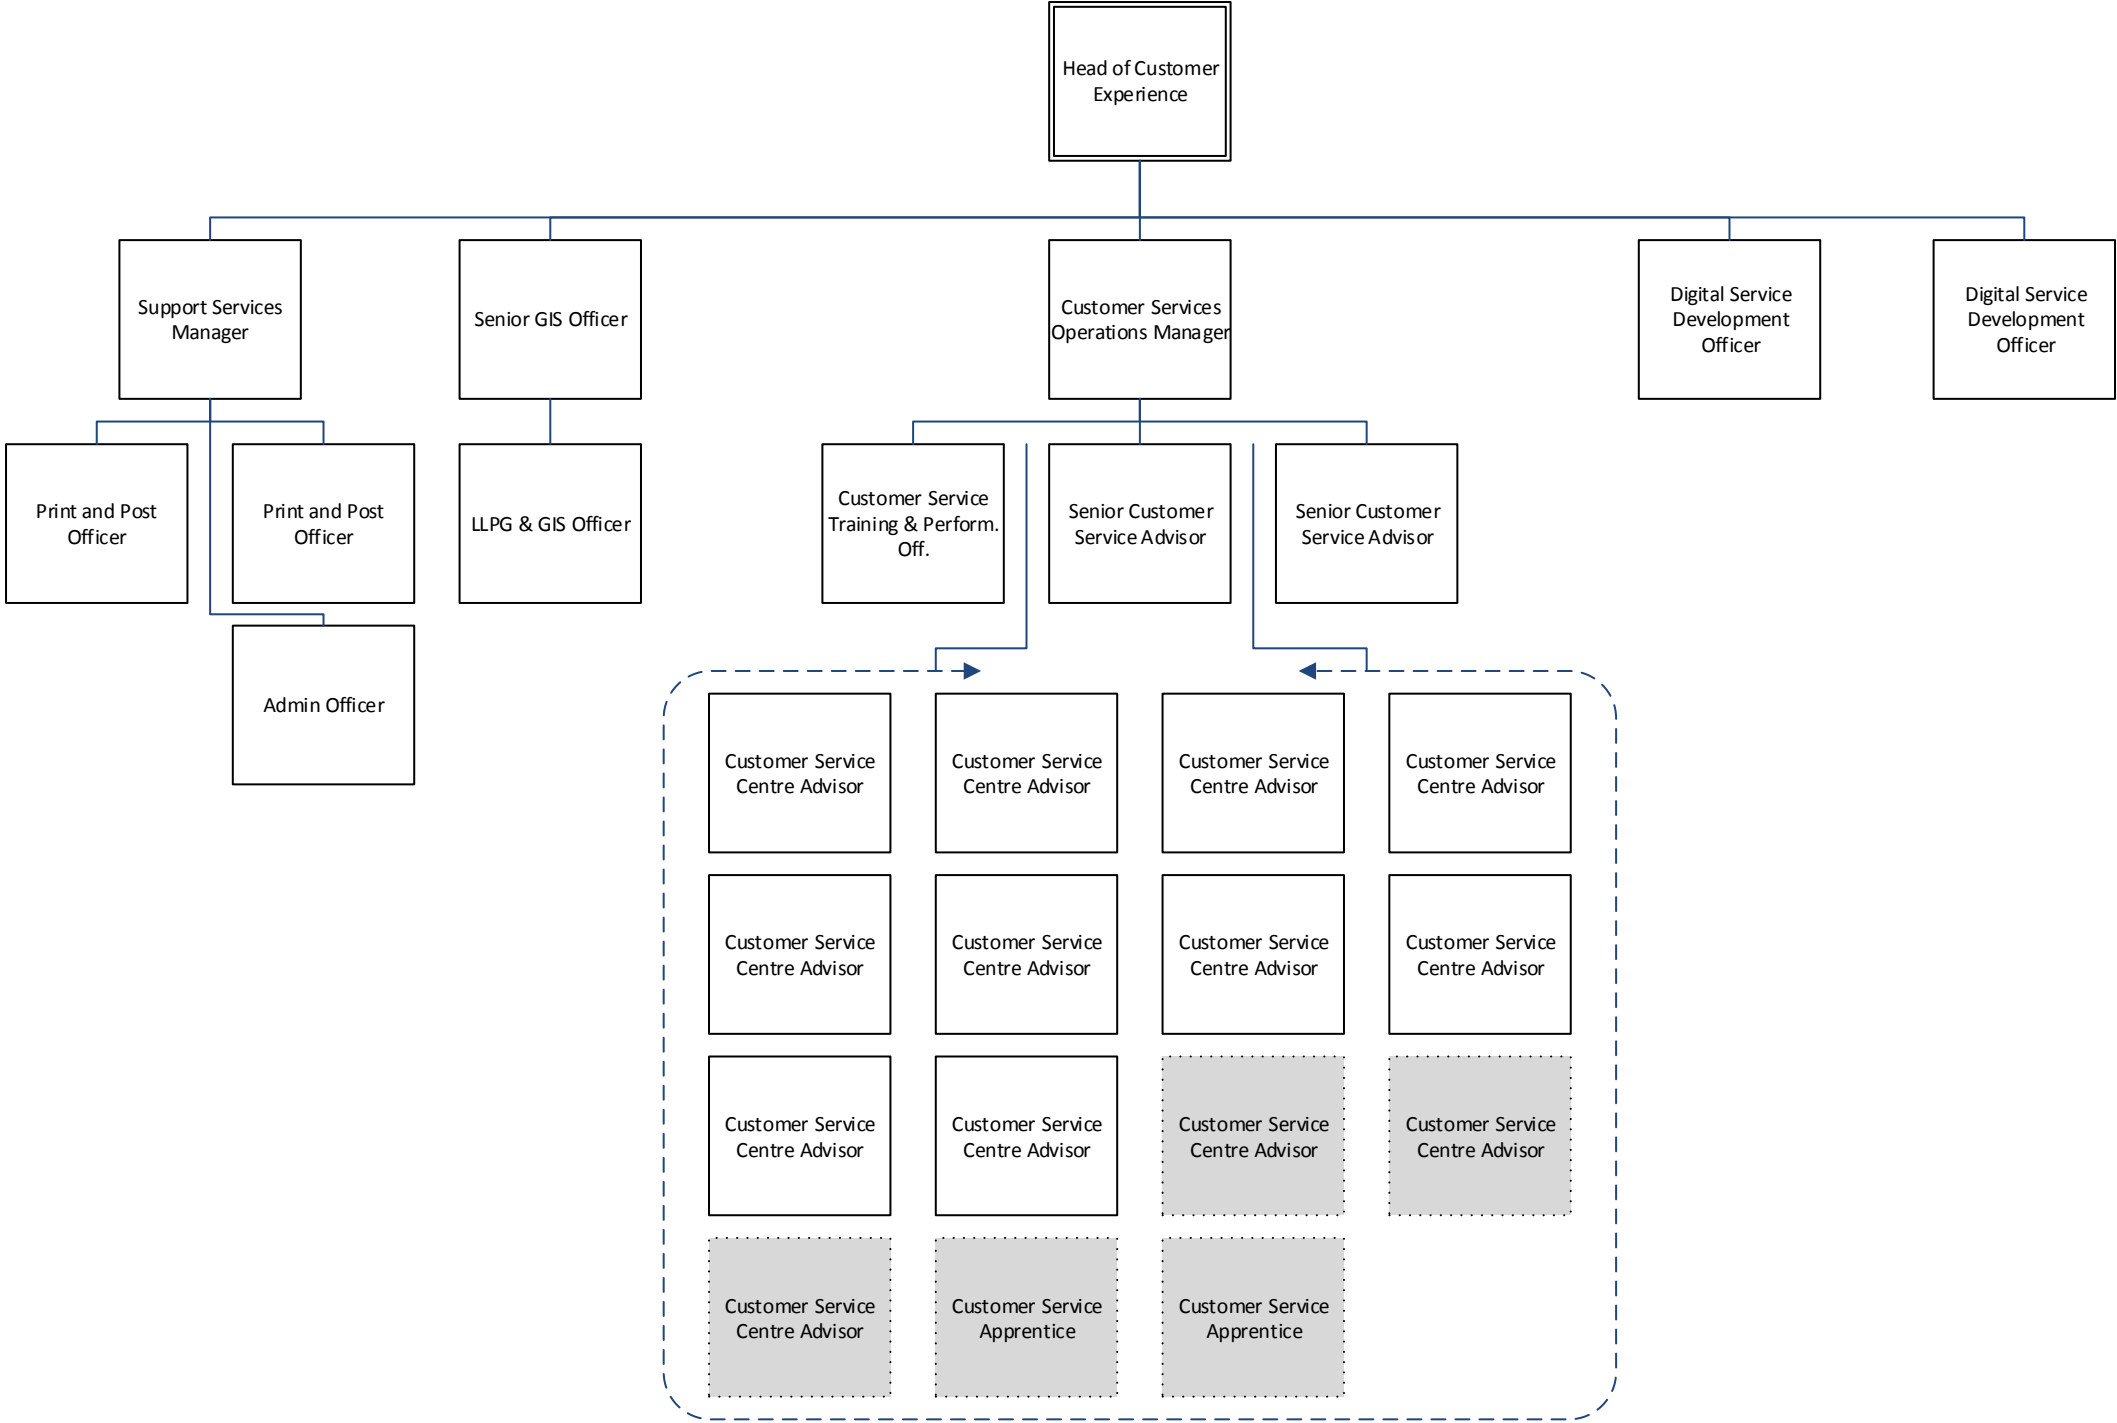 Head of Customer
Experience
Support Services
Manager
Senior GIS Officer
Customer Services
Operations Manager
Digital Service
Development
Officer
Digital Service
Development
Officer
Print and Post
Officer
Print and Post
Officer
LLPG & GIS Officer
Customer Service
Training & Perform.
Off.
Senior Customer
Service Advisor
Senior Customer
Service Advisor
Admin Officer
Customer Service
Centre Advisor
Customer Service
Centre Advisor
Customer Service
Centre Advisor
Customer Service
Centre Advisor
Customer Service
Centre Advisor
Customer Service
Centre Advisor
Customer Service
Centre Advisor
Customer Service
Centre Advisor
Customer Service
Centre Advisor
Customer Service
Centre Advisor
Customer Service
Centre Advisor
Customer Service
Centre Advisor
Customer Service
Centre Advisor
Customer Service
Apprentice
Customer Service
Apprentice